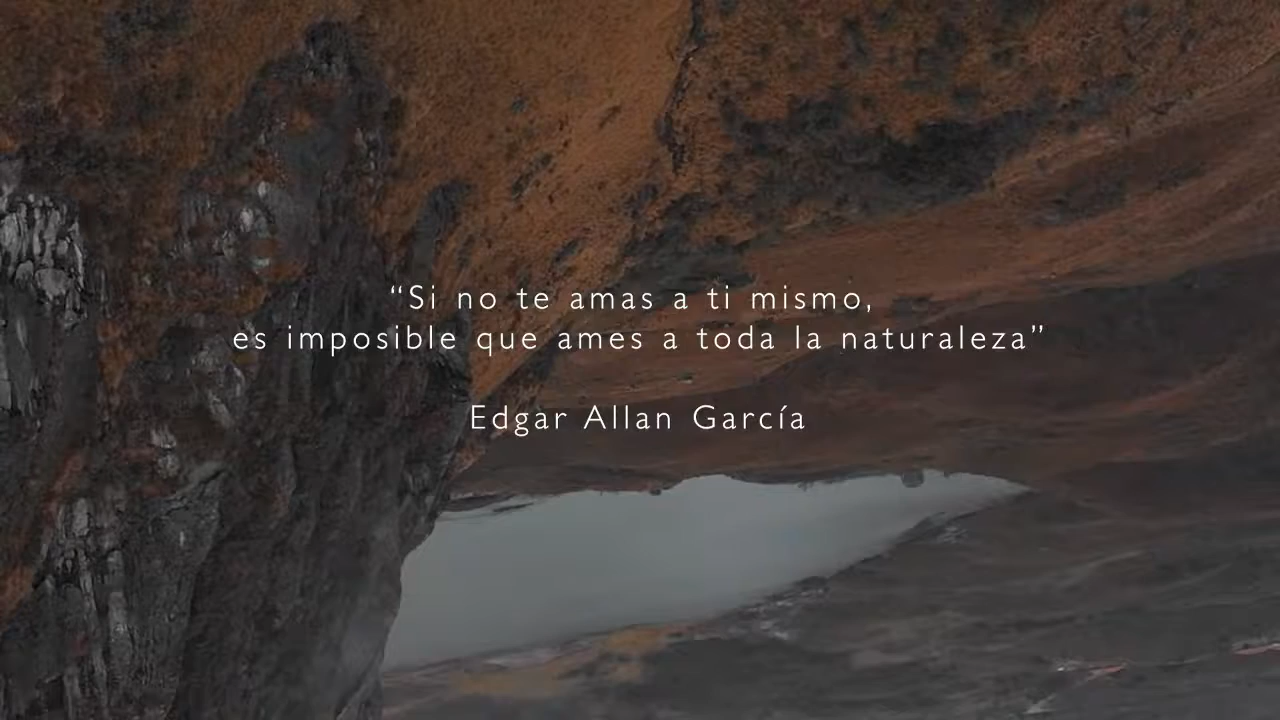 “Si no te amas a ti mismo,
es imposible que ames a toda la naturaleza”
Edgar Allan García